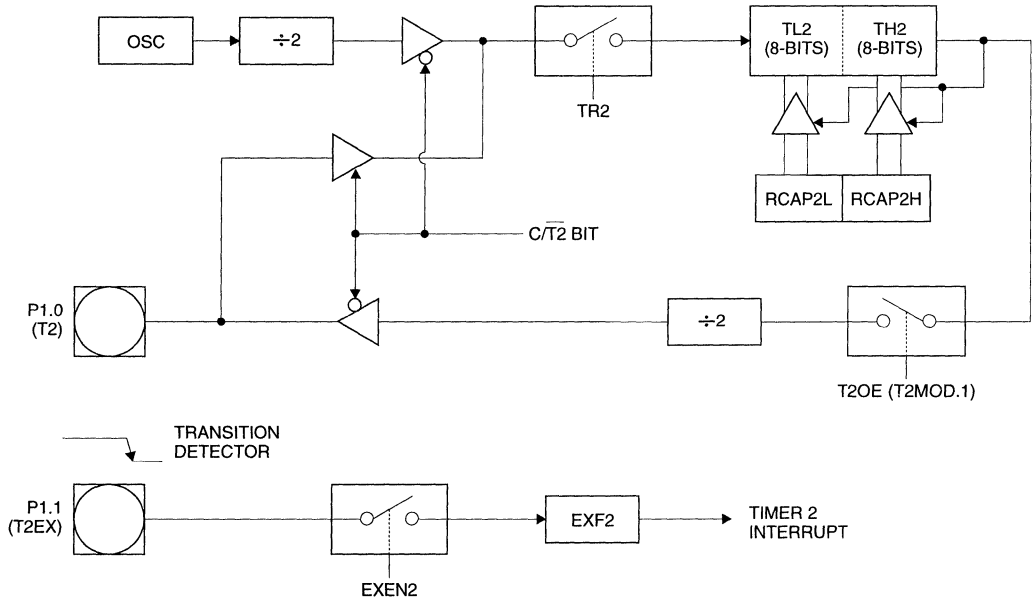 OSC
÷2
TR2
TL2
(8-BITS)
TH2
(8-BITS)
RCAP2L
RCAP2H
C/T̅2̅ BIT
P1.0
(T2)
÷2
T2OE (T2MOD.1)
TRANSITION
DETECTOR
P1.1
(T2EX)
EXEN2
EXF2
TIMER 2
INTERRUPT